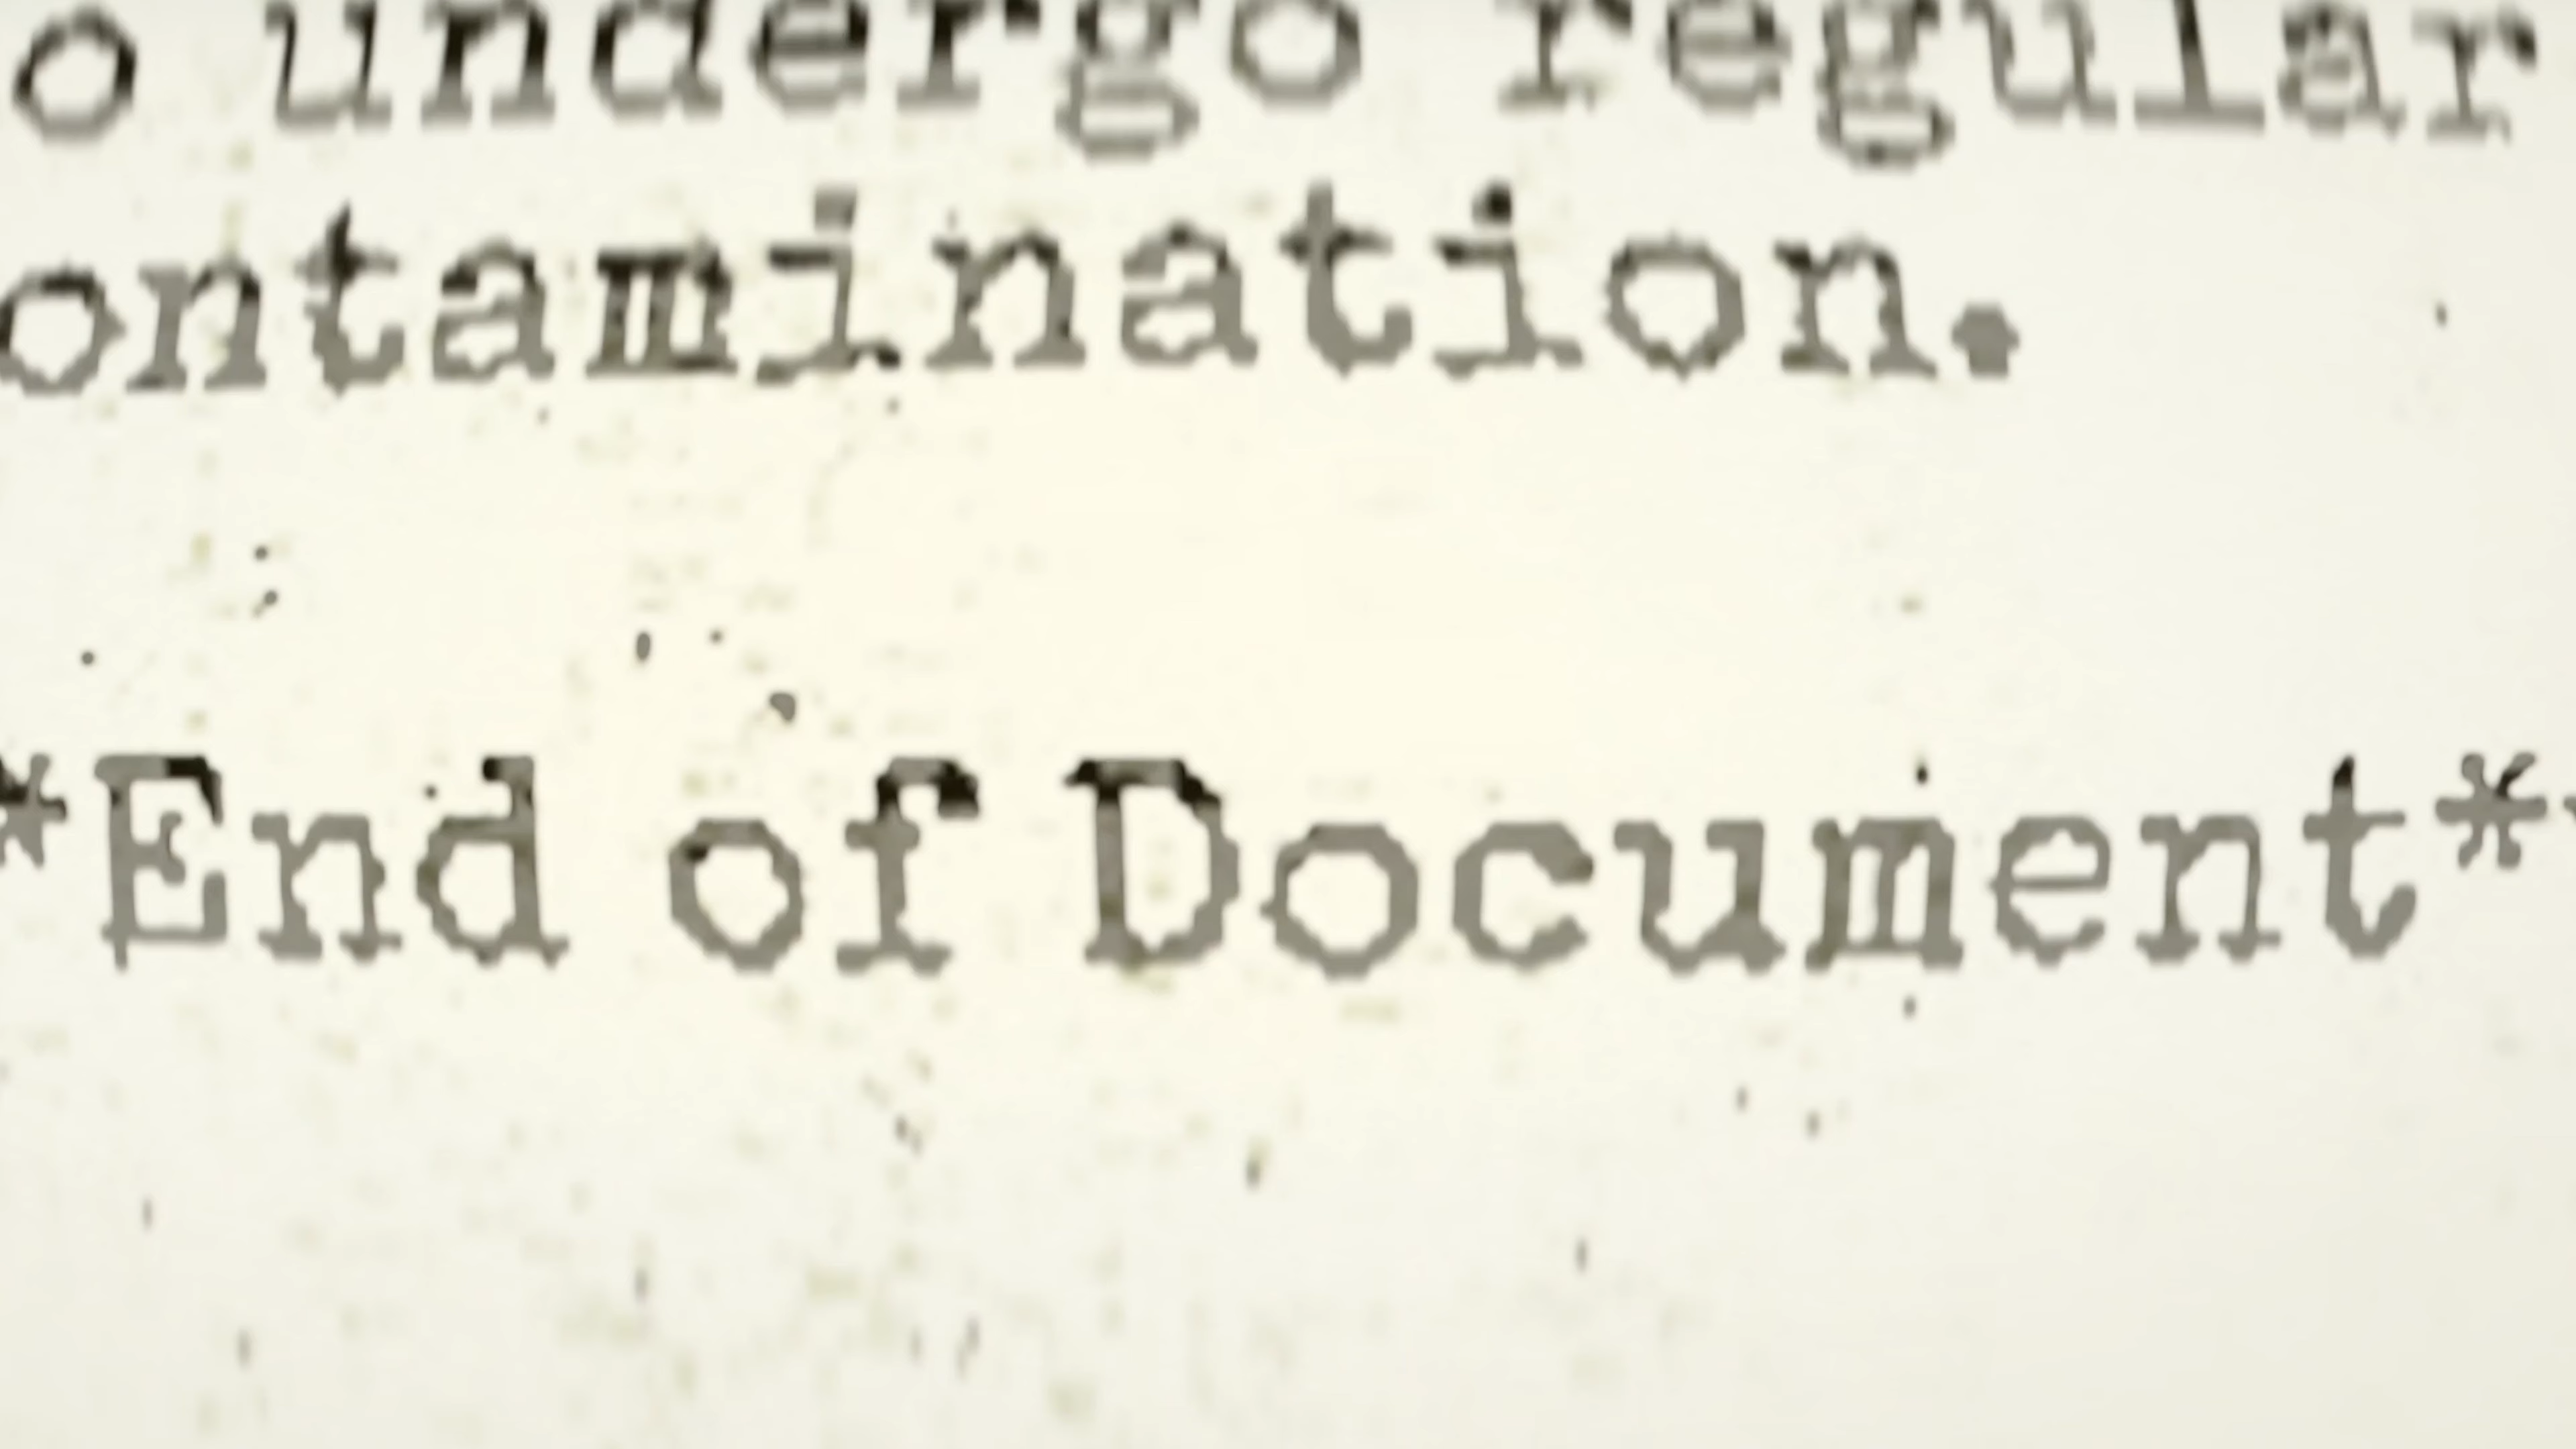 o undergo regular
ontamination.
*End of Document*